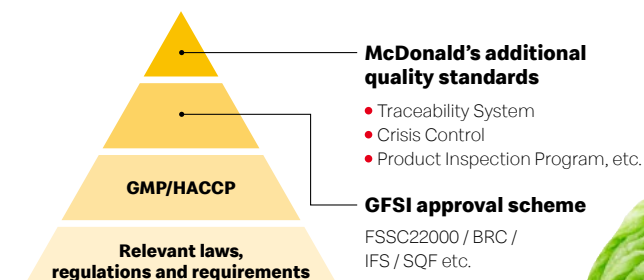 McDonald’s additional
quality standards
• Traceability System
• Crisis Control
• Product Inspection Program, etc.
GFSI approval scheme
FSSC22000 / BRC /
IFS / SQF etc.
GMP/HACCP
Relevant laws,
regulations and requirements